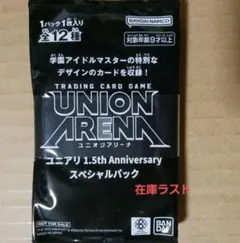 1パック1枚入り
全12種
BANDAI NAMCO
対象年齢9才以上
学園アイドルマスターの特別な
デザインのカードを収録!
TRADING CARD GAME
UNION
ARENA
ユニオンアリーナ
ユニアリ 1.5th Anniversary
スペシャルパック
在庫ラスト
NOT FOR SALE
BANDAI